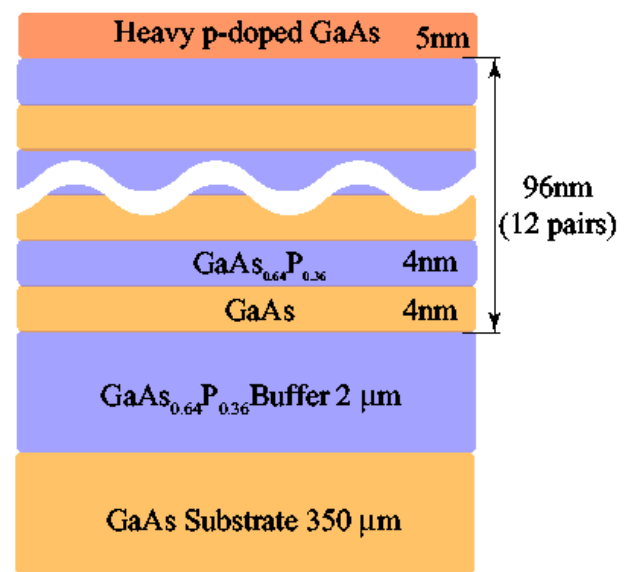 Heavy p-doped GaAs 5nm
96nm
(12 pairs)
GaAs₀.₆₄P₀.₃₆ 4nm
GaAs 4nm
GaAs₀.₆₄P₀.₃₆Buffer 2 μm
GaAs Substrate 350 μm